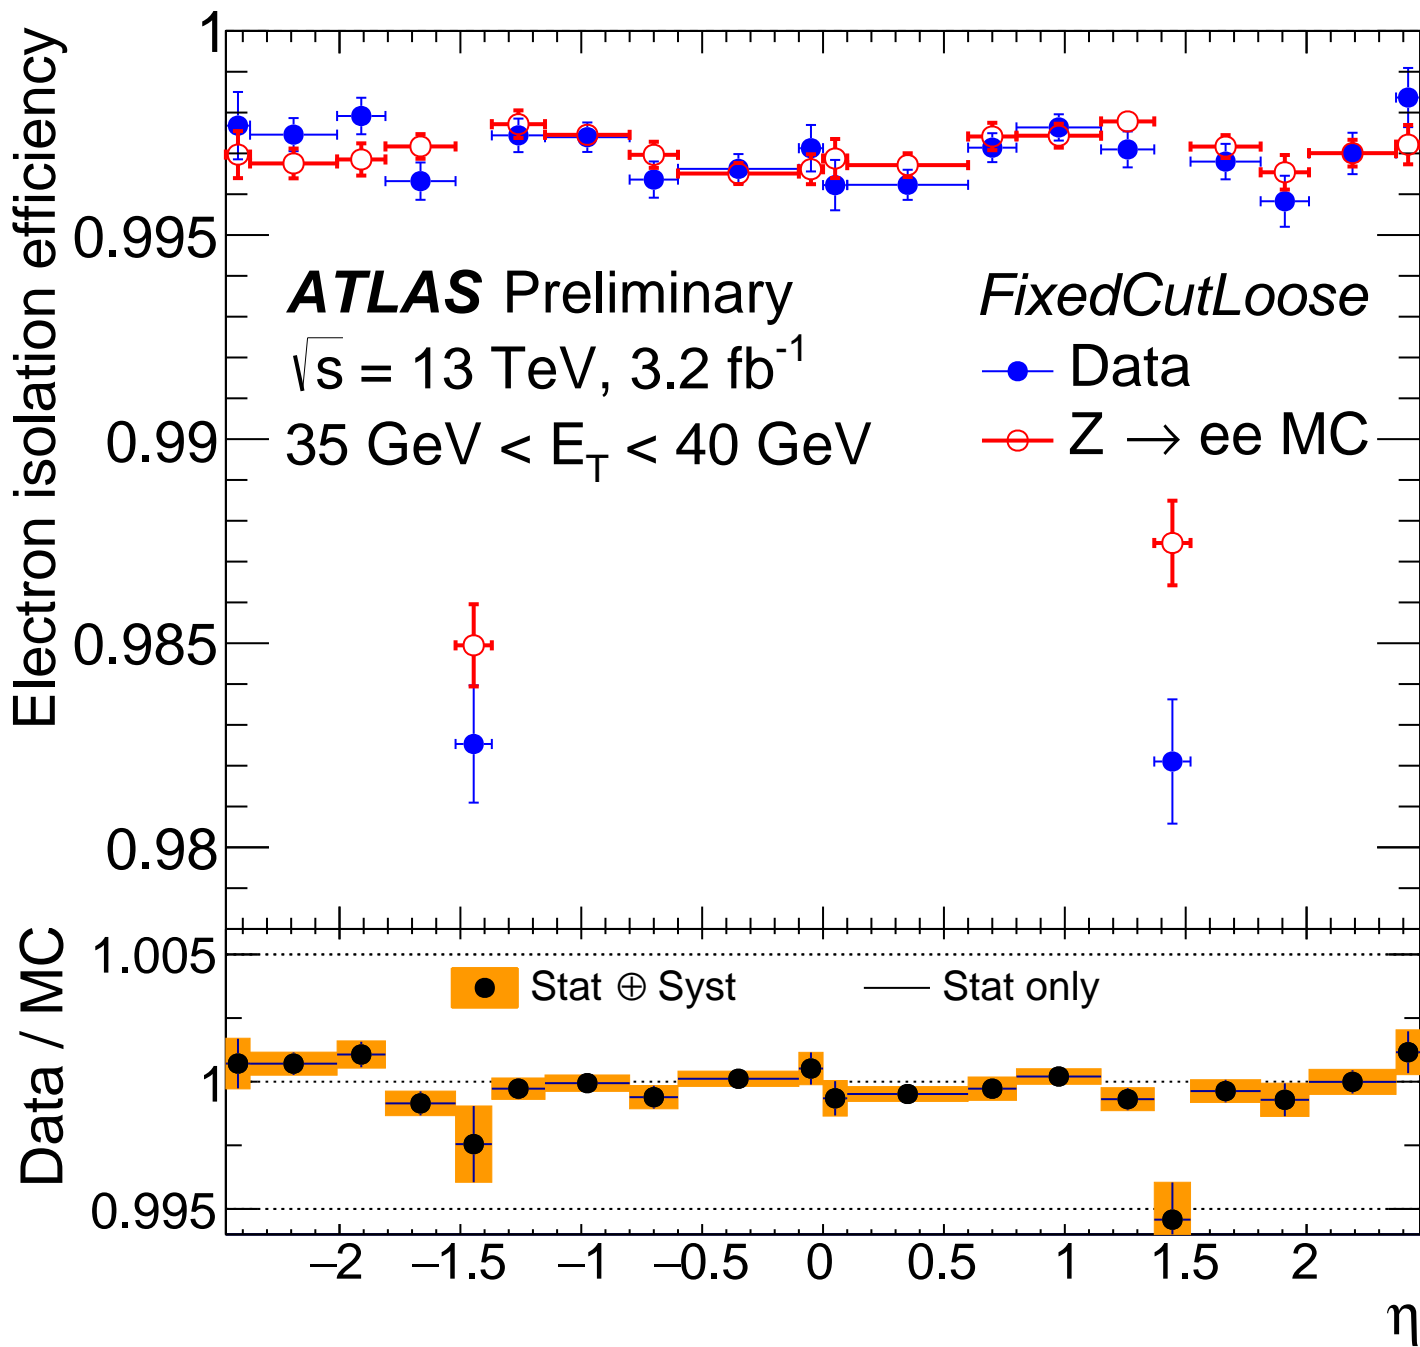 Electron isolation efficiency
1
0.995
0.99
0.985
0.98
ATLAS Preliminary
√s = 13 TeV, 3.2 fb⁻¹
35 GeV < E_T < 40 GeV
FixedCutLoose
Data
Z → ee MC
Data / MC
1.005
1
0.995
Stat ⊕ Syst
Stat only
−2 −1.5 −1 −0.5 0 0.5 1 1.5 2
η